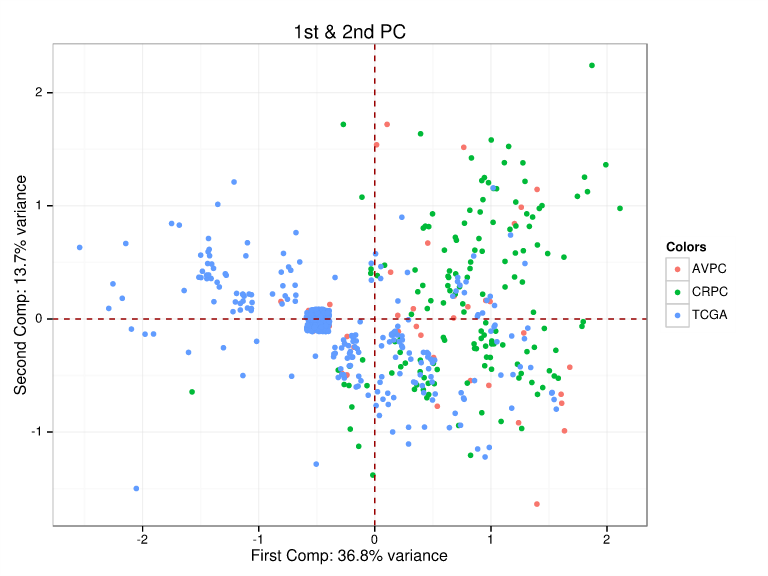 1st & 2nd PC
2
1
0
-1
Second Comp: 13.7% variance
-2
-1
0
1
2
First Comp: 36.8% variance
Colors
AVPC
CRPC
TCGA